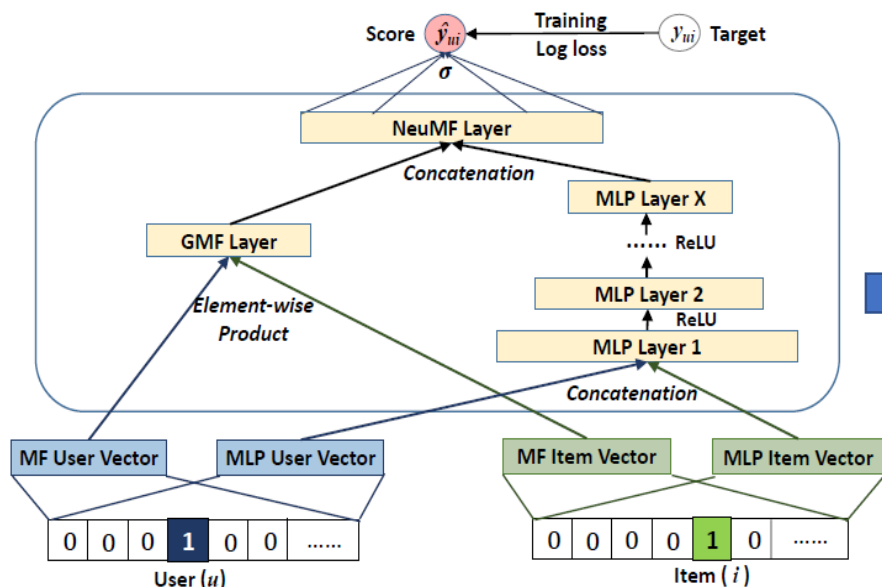 Score ŷui Training yui Target
Log loss
σ
NeuMF Layer
Concatenation
MLP Layer X
GMF Layer
...... ReLU
Element-wise
Product
MLP Layer 2
ReLU
MLP Layer 1
Concatenation
MF User Vector MLP User Vector MF Item Vector MLP Item Vector
0 0 0 1 0 0 ...... 0 0 0 0 1 0 ......
User (u) Item ( i )